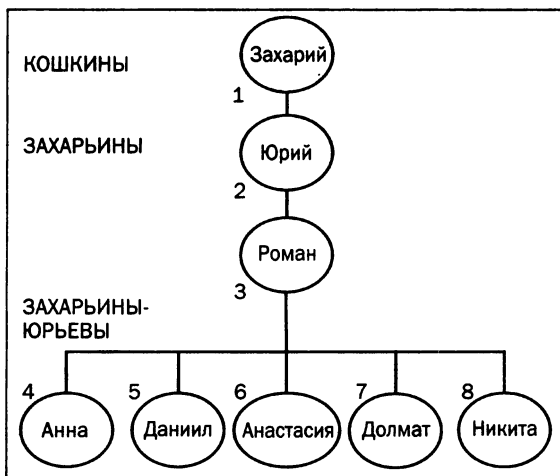 Захарий
КОШКИНЫ
1
ЗАХАРЬИНЫ
Юрий
2
Роман
3
ЗАХАРЬИНЫ-
ЮРЬЕВЫ
4 5 6 7 8
Анна Даниил Анастасия Долмат Никита